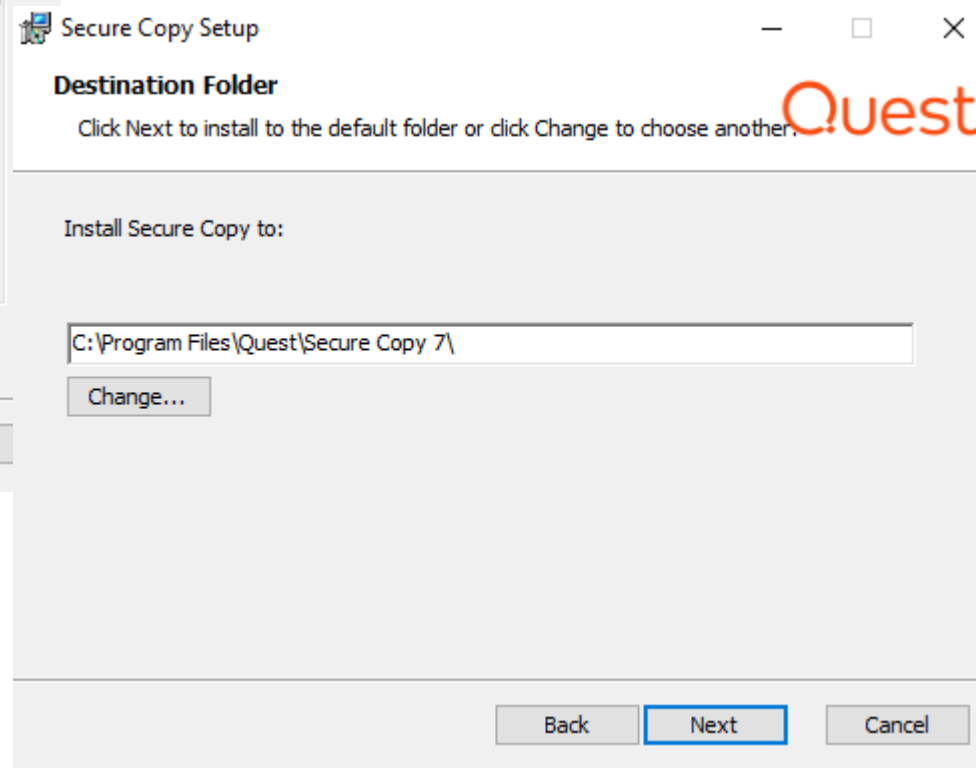 Secure Copy Setup
Destination Folder
Click Next to install to the default folder or click Change to choose another.
Quest
Install Secure Copy to:
C:\Program Files\Quest\Secure Copy 7\
Change...
Back Next Cancel